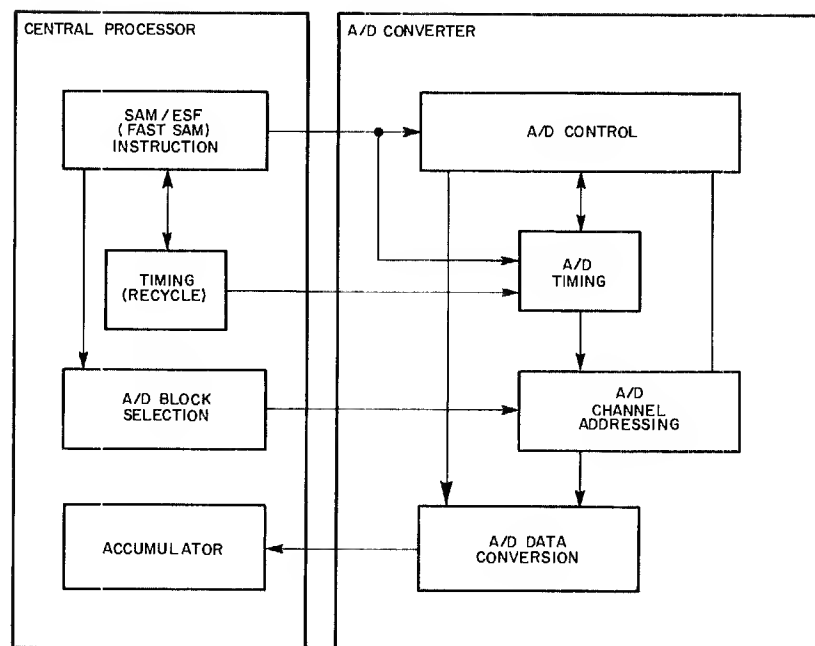 CENTRAL PROCESSOR
SAM/ESF
(FAST SAM)
INSTRUCTION
TIMING
(RECYCLE)
A/D BLOCK
SELECTION
ACCUMULATOR
A/D CONVERTER
A/D CONTROL
A/D
TIMING
A/D
CHANNEL
ADDRESSING
A/D DATA
CONVERSION